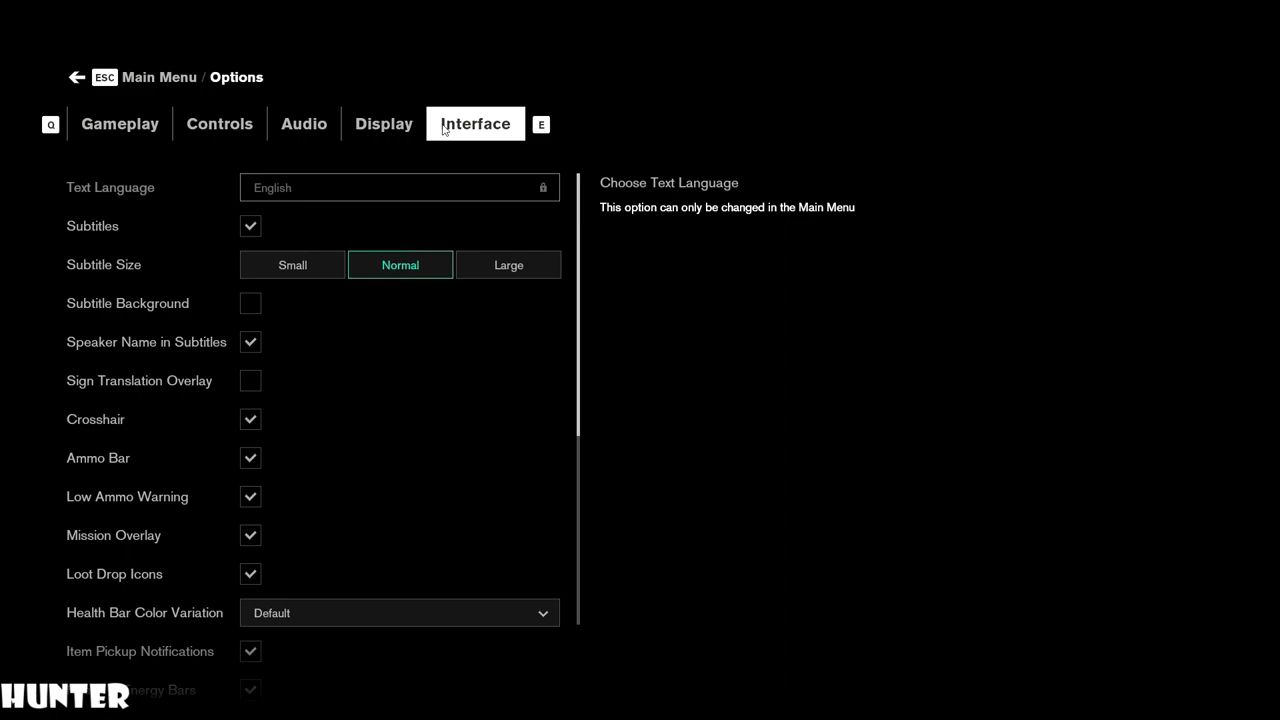 ESC Main Menu / Options
Q Gameplay Controls Audio Display Interface E
Text Language English
Choose Text Language
This option can only be changed in the Main Menu
Subtitles
Subtitle Size Small Normal Large
Subtitle Background
Speaker Name in Subtitles
Sign Translation Overlay
Crosshair
Ammo Bar
Low Ammo Warning
Mission Overlay
Loot Drop Icons
Health Bar Color Variation Default
Item Pickup Notifications
Energy Bars
HUNTER